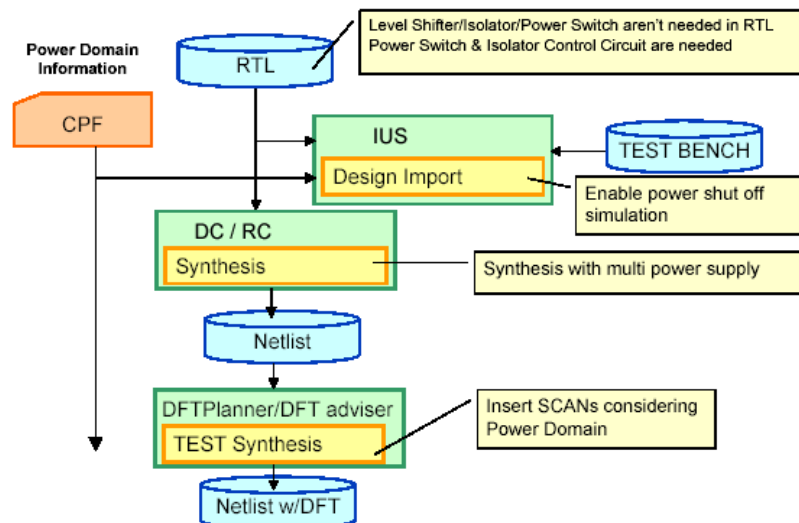 Level Shifter/Isolator/Power Switch aren't needed in RTL
Power Switch & Isolator Control Circuit are needed
Power Domain
Information
RTL
CPF
IUS
TEST BENCH
Design Import
Enable power shut off
simulation
DC / RC
Synthesis
Synthesis with multi power supply
Netlist
DFTPlanner/DFT adviser
Insert SCANs considering
Power Domain
TEST Synthesis
Netlist w/DFT